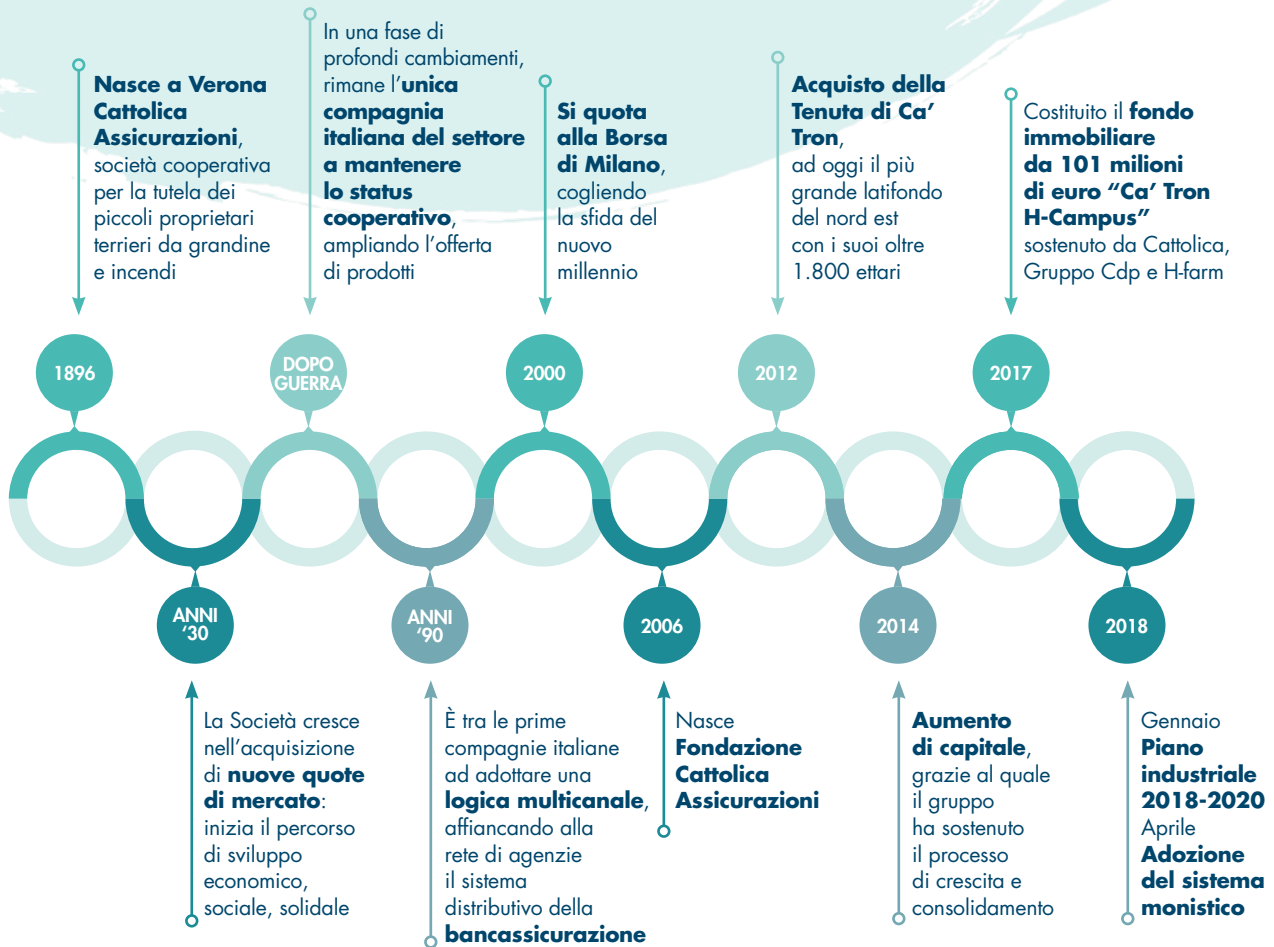 Nasce a Verona
Cattolica
Assicurazioni,
società cooperativa
per la tutela dei
piccoli proprietari
terrieri da grandine
e incendi
In una fase di
profondi cambiamenti,
rimane l’unica
compagnia
italiana del settore
a mantenere
lo status
cooperativo,
ampliando l’offerta
di prodotti
Si quota
alla Borsa
di Milano,
cogliendo
la sfida del
nuovo
millennio
Acquisto della
Tenuta di Ca’
Tron,
ad oggi il più
grande latifondo
del nord est
con i suoi oltre
1.800 ettari
Costituito il fondo
immobiliare
da 101 milioni
di euro “Ca’ Tron
H-Campus”
sostenuto da Cattolica,
Gruppo Cdp e H-farm
1896
DOPO
GUERRA
2000
2012
2017
ANNI
‘30
ANNI
‘90
2006
2014
2018
La Società cresce
nell’acquisizione
di nuove quote
di mercato:
inizia il percorso
di sviluppo
economico,
sociale, solidale
È tra le prime
compagnie italiane
ad adottare una
logica multicanale,
affiancando alla
rete di agenzie
il sistema
distributivo della
bancassicurazione
Nasce
Fondazione
Cattolica
Assicurazioni
Aumento
di capitale,
grazie al quale
il gruppo
ha sostenuto
il processo
di crescita e
consolidamento
Gennaio
Piano
industriale
2018-2020
Aprile
Adozione
del sistema
monistico